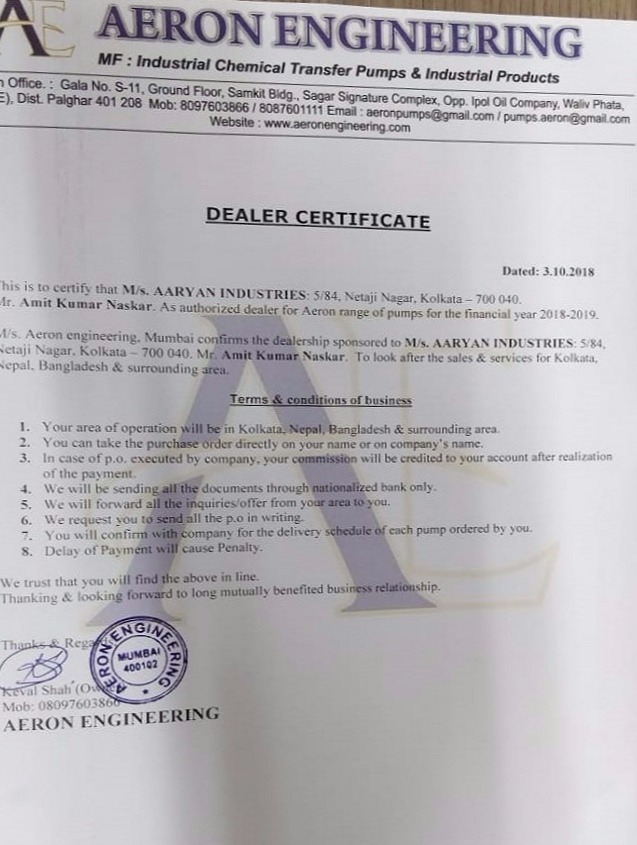 AE
AERON ENGINEERING
MF : Industrial Chemical Transfer Pumps & Industrial Products
Office. : Gala No. S-11, Ground Floor, Samkit Bldg., Sagar Signature Complex, Opp. Ipol Oil Company, Waliv Phata,
E), Dist. Palghar 401 208 Mob: 8097603866 / 8087601111 Email : aeronpumps@gmail.com / pumps.aeron@gmail.com
Website : www.aeronengineering.com
DEALER CERTIFICATE
Dated: 3.10.2018
This is to certify that M/s. AARYAN INDUSTRIES: 5/84, Netaji Nagar, Kolkata – 700 040.
Mr. Amit Kumar Naskar. As authorized dealer for Aeron range of pumps for the financial year 2018-2019.
M/s. Aeron engineering, Mumbai confirms the dealership sponsored to M/s. AARYAN INDUSTRIES: 5/84,
Netaji Nagar, Kolkata – 700 040. Mr. Amit Kumar Naskar. To look after the sales & services for Kolkata,
Nepal, Bangladesh & surrounding area.
Terms & conditions of business
1. Your area of operation will be in Kolkata, Nepal, Bangladesh & surrounding area.
2. You can take the purchase order directly on your name or on company's name.
3. In case of p.o. executed by company, your commission will be credited to your account after realization
of the payment.
4. We will be sending all the documents through nationalized bank only.
5. We will forward all the inquiries/offer from your area to you.
6. We request you to send all the p.o in writing.
7. You will confirm with company for the delivery schedule of each pump ordered by you.
8. Delay of Payment will cause Penalty.
We trust that you will find the above in line.
Thanking & looking forward to long mutually benefited business relationship.
Thanks & Regards
AERON ENGINEERING
MUMBAI
400102
Keval Shah (Ow
Mob: 08097603866
AERON ENGINEERING